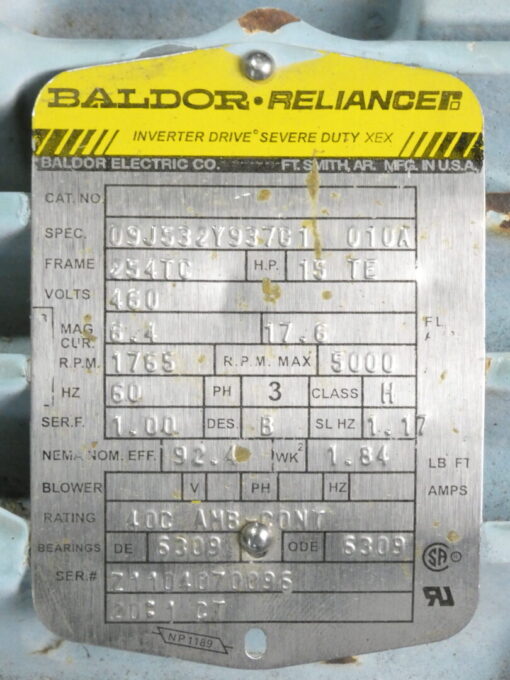 BALDOR • RELIANCER
INVERTER DRIVE® SEVERE DUTY XEX
BALDOR ELECTRIC CO. FT. SMITH, AR. MFG. IN U.S.A.
CAT. NO.
SPEC. 09J532Y937G1 010A
FRAME 254TC H.P. 15 TE
VOLTS 460
MAG CUR. 6.4 17.6 FL
R.P.M. 1765 R.P.M. MAX 5000
HZ 60 PH 3 CLASS H
SER.F. 1.00 DES. B SL HZ 1.17
NEMA NOM. EFF. 92.4 WK² 1.84 LB FT
BLOWER V PH HZ AMPS
RATING 40C AMB-CONT
BEARINGS DE 6309 ODE 6309
SER.# Z1104070096
CT
NP1189